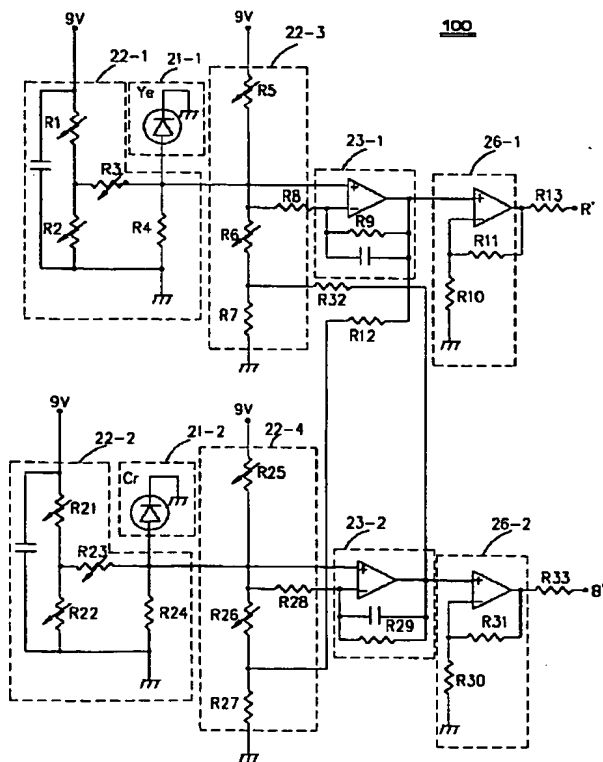 100
9V
9V
22-1
21-1
22-3
Ye
R1
R5
R3
23-1
26-1
R8
R13
R'
R2
R4
R6
R9
R11
R32
R10
R7
R12
9V
9V
22-2
21-2
22-4
Cr
R21
R25
23-2
26-2
R23
R33
B'
R28
R22
R24
R26
R29
R31
R27
R30